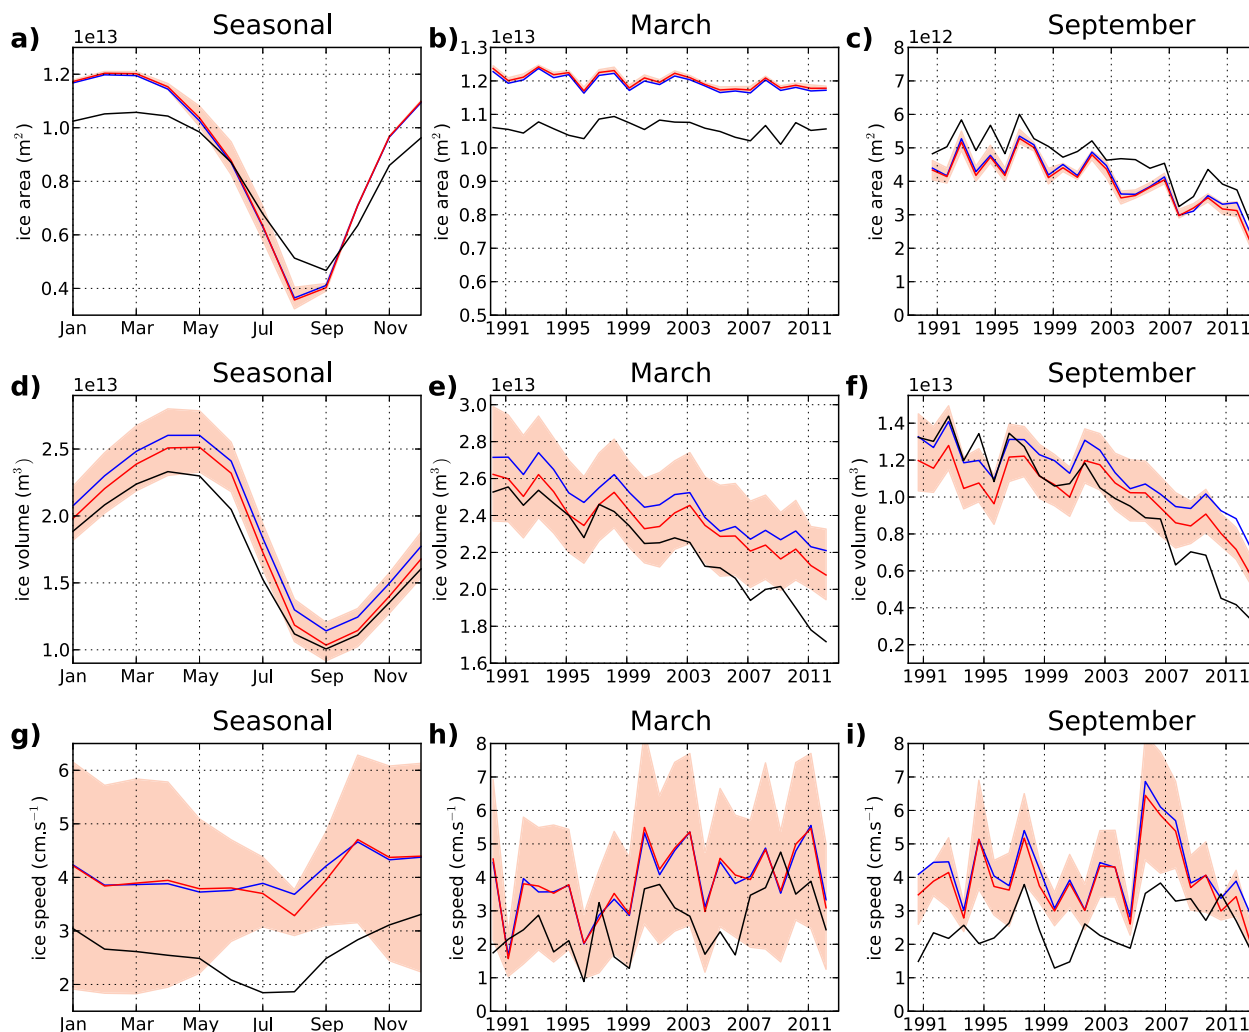 a) Seasonal
1e13
ice area (m²)
1.2
1.0
0.8
0.6
0.4
Jan Mar May Jul Sep Nov
b) March
1e13
ice area (m²)
1.3
1.2
1.1
1.0
0.9
0.8
0.7
0.6
0.5
1991 1995 1999 2003 2007 2011
c) September
1e12
ice area (m²)
8
7
6
5
4
3
2
1
0
1991 1995 1999 2003 2007 2011
d) Seasonal
1e13
ice volume (m³)
2.5
2.0
1.5
1.0
Jan Mar May Jul Sep Nov
e) March
1e13
ice volume (m³)
3.0
2.8
2.6
2.4
2.2
2.0
1.8
1.6
1991 1995 1999 2003 2007 2011
f) September
1e13
ice volume (m³)
1.4
1.2
1.0
0.8
0.6
0.4
0.2
1991 1995 1999 2003 2007 2011
g) Seasonal
ice speed (cm.s⁻¹)
6
5
4
3
2
Jan Mar May Jul Sep Nov
h) March
ice speed (cm.s⁻¹)
8
7
6
5
4
3
2
1
0
1991 1995 1999 2003 2007 2011
i) September
ice speed (cm.s⁻¹)
8
7
6
5
4
3
2
1
0
1991 1995 1999 2003 2007 2011